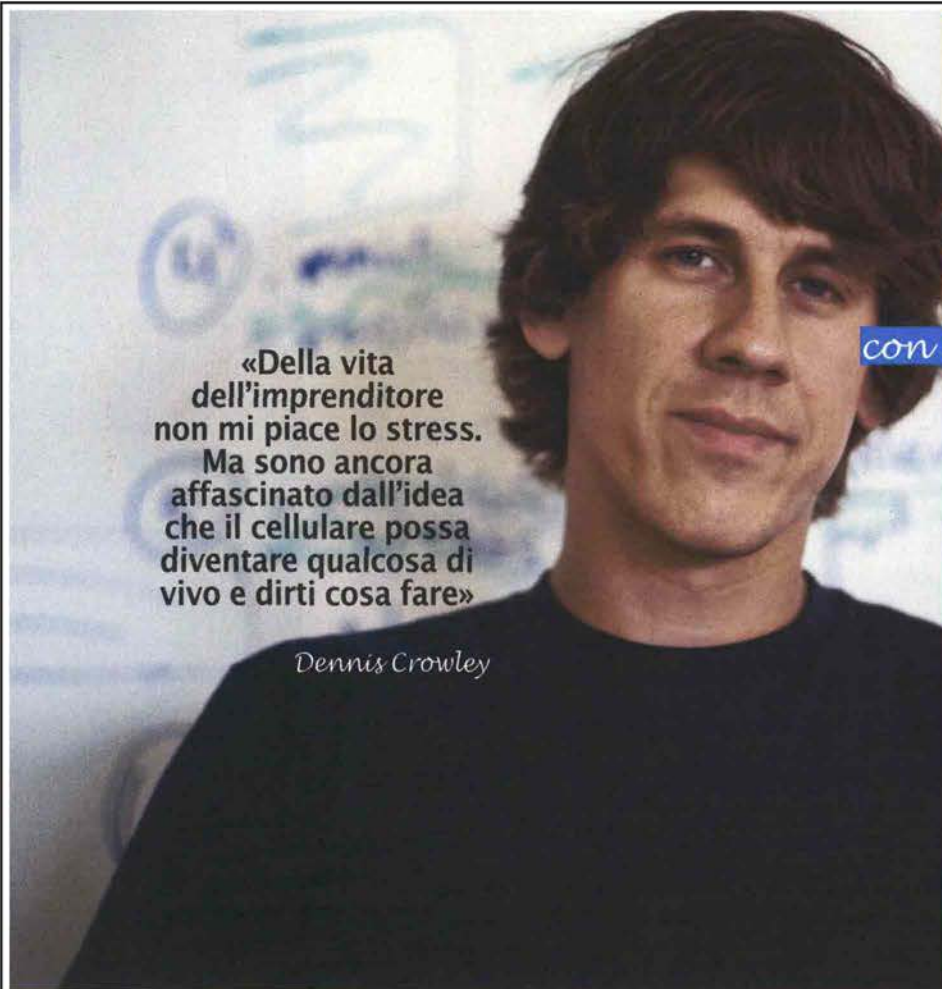 «Della vita
dell'imprenditore
non mi piace lo stress.
Ma sono ancora
affascinato dall'idea
che il cellulare possa
diventare qualcosa di
vivo e dirti cosa fare»
Dennis Crowley
con
4